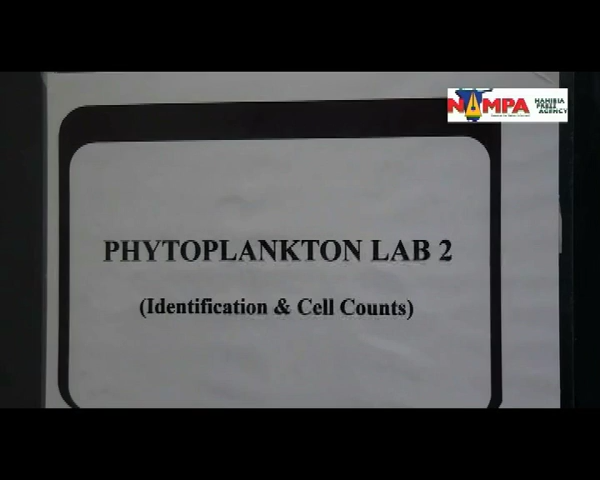 NAMPA
NAMIBIA
PRESS
AGENCY
PHYTOPLANKTON LAB 2
(Identification & Cell Counts)